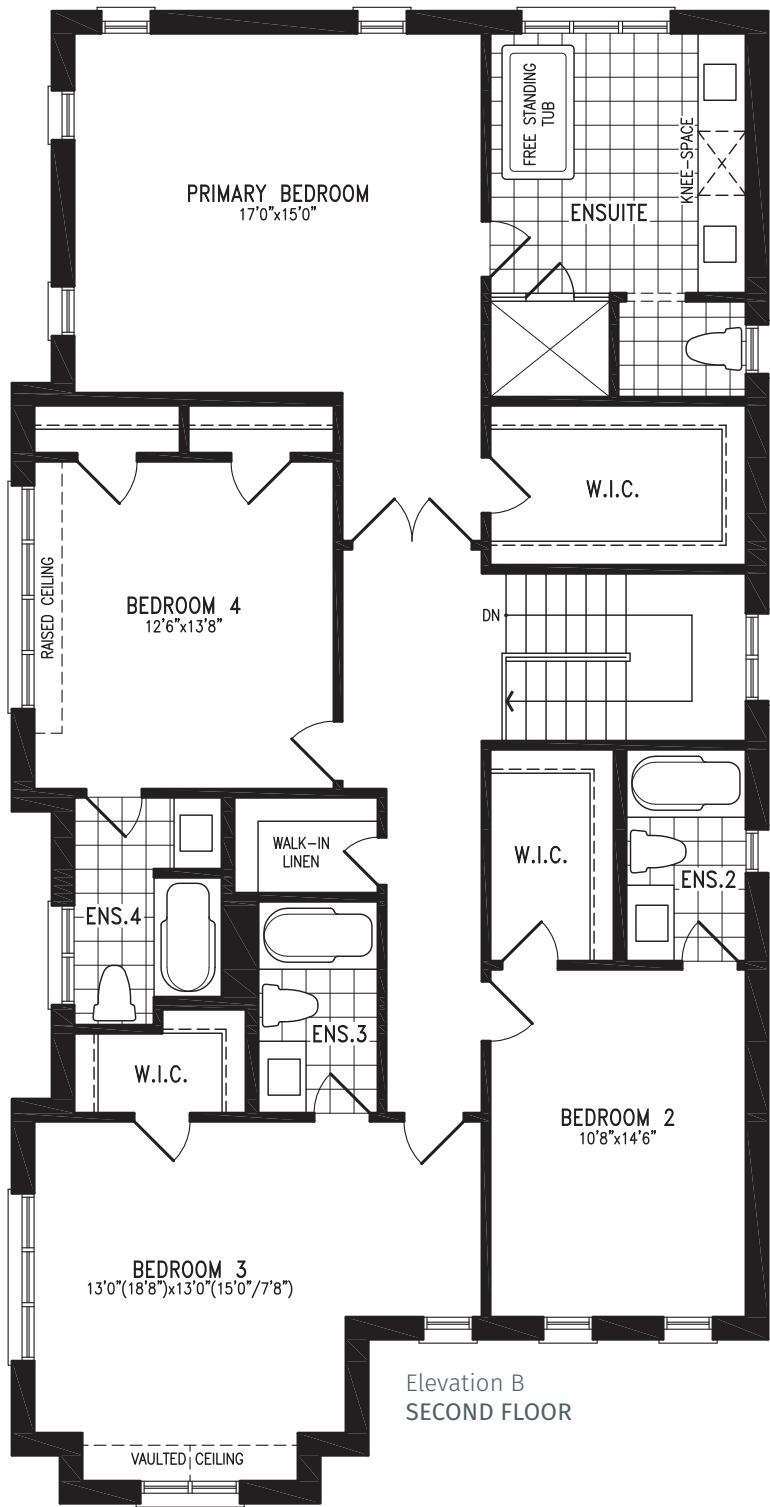 FREE STANDING
TUB
KNEE-SPACE
PRIMARY BEDROOM
17'0"x15'0"
ENSUITE
W.I.C.
RAISED CEILING
BEDROOM 4
12'6"x13'8"
DN
WALK-IN
LINEN
W.I.C.
ENS.2
ENS.4
ENS.3
W.I.C.
BEDROOM 2
10'8"x14'6"
BEDROOM 3
13'0"(18'8")x13'0"(15'0"/7'8")
Elevation B
SECOND FLOOR
VAULTED CEILING